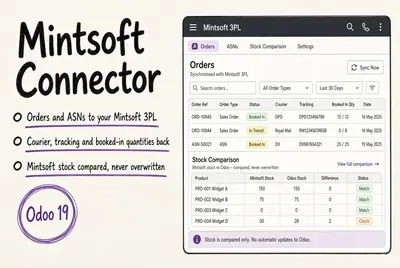 Mintsoft
Connector
Orders and ASNs to your Mintsoft 3PL
Courier, tracking and booked-in quantities back
Mintsoft stock compared, never overwritten
Odoo 19
Mintsoft 3PL
Orders ASNs Stock Comparison Settings
Orders
Synchronised with Mintsoft 3PL
Sync Now
Search orders... All Order Types Last 30 Days
Order Ref Order Type Status Courier Tracking Booked In Qty Date
ORD-10045 Sales Order Booked In DPD DPD123456789 12 / 12 16 May 2025
ORD-10044 Sales Order In Transit Royal Mail RM123456789GB 0 / 8 16 May 2025
ASN-50021 ASN Booked In DX DX987654321 25 / 25 15 May 2025
Stock Comparison
Mintsoft stock vs Odoo - compared, never overwritten
View full comparison
Product Mintsoft Stock Odoo Stock Difference Status
PRD-001 Widget A 150 150 0 Match
PRD-002 Widget B 75 75 0 Match
PRD-003 Widget C 0 0 0 Match
PRD-004 Widget D 30 28 2 Check
Stock is compared only. No automatic updates to Odoo.